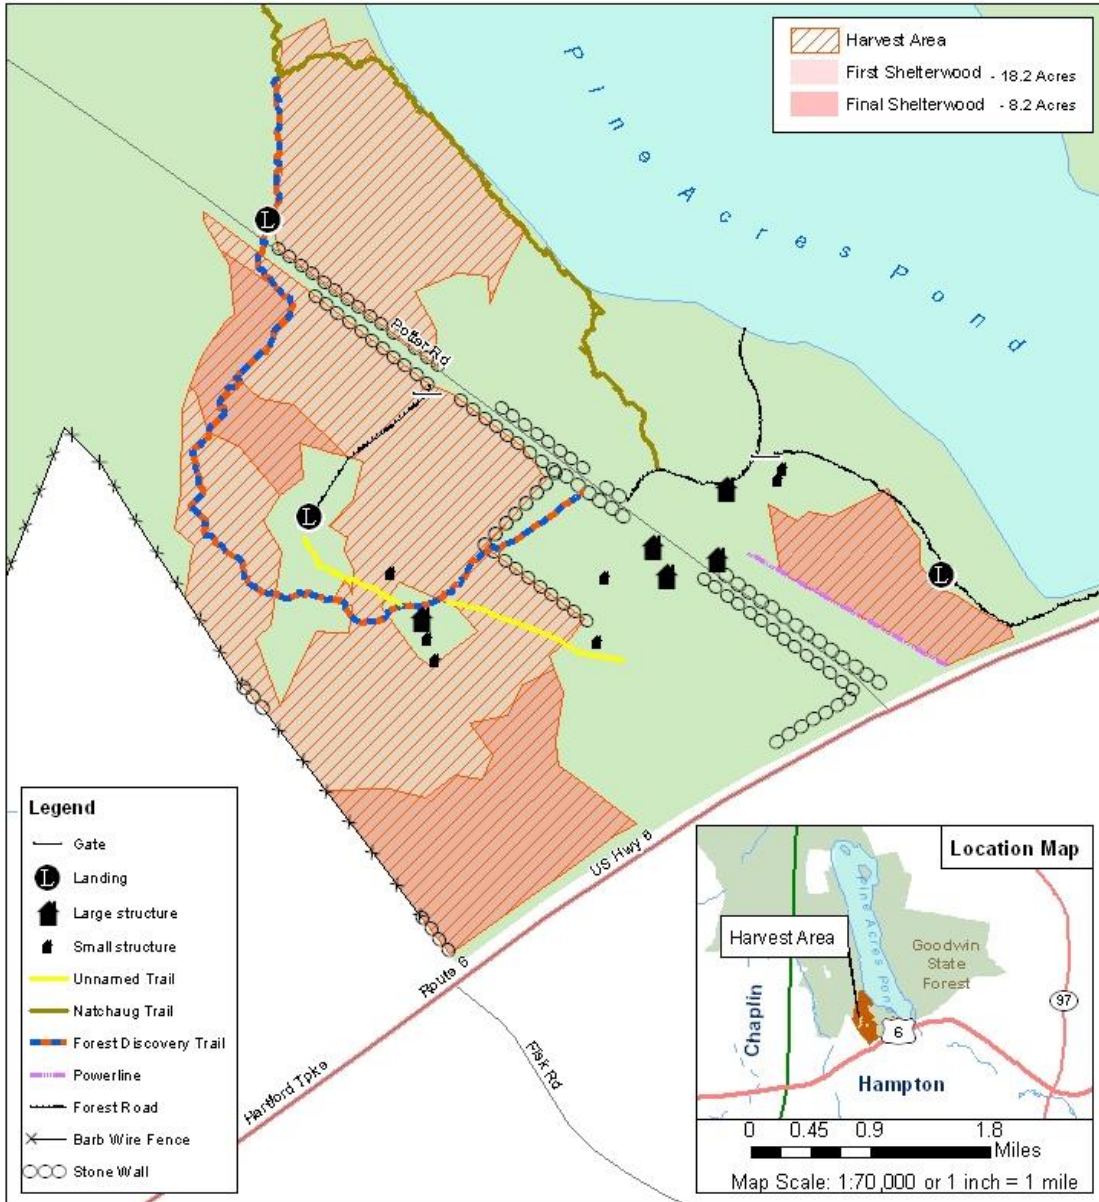 Harvest Area
First Shelterwood - 18.2 Acres
Final Shelterwood - 8.2 Acres
Pine Acres Pond
L
Potter Rd
L
L
US Hwy 6
Route 6
Hartford Tpke
Fisk Rd
Legend
Gate
L Landing
Large structure
Small structure
Unnamed Trail
Natchaug Trail
Forest Discovery Trail
Powerline
Forest Road
Barb Wire Fence
Stone Wall
Location Map
Harvest Area
Pine Acres Pond
Goodwin
State
Forest
97
6
Chaplin
Hampton
0 0.45 0.9 1.8
Miles
Map Scale: 1:70,000 or 1 inch = 1 mile